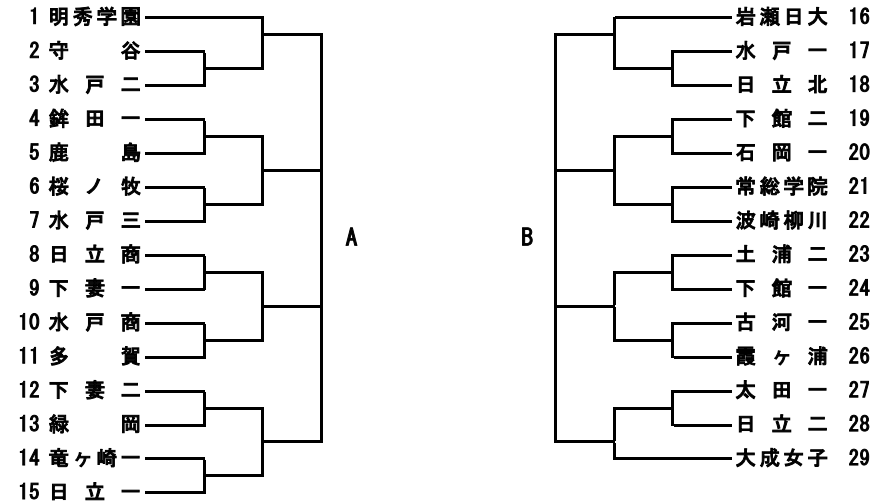 1 明秀学園
2 守谷
3 水戸二
4 鉾田一
5 鹿島
6 桜ノ牧
7 水戸三
8 日立商
9 下妻一
10 水戸商
11 多賀
12 下妻二
13 緑岡
14 竜ヶ崎一
15 日立一
A
B
岩瀬日大 16
水戸一 17
日立北 18
下館二 19
石岡一 20
常総学院 21
波崎柳川 22
土浦二 23
下館一 24
古河一 25
霞ヶ浦 26
太田一 27
日立二 28
大成女子 29